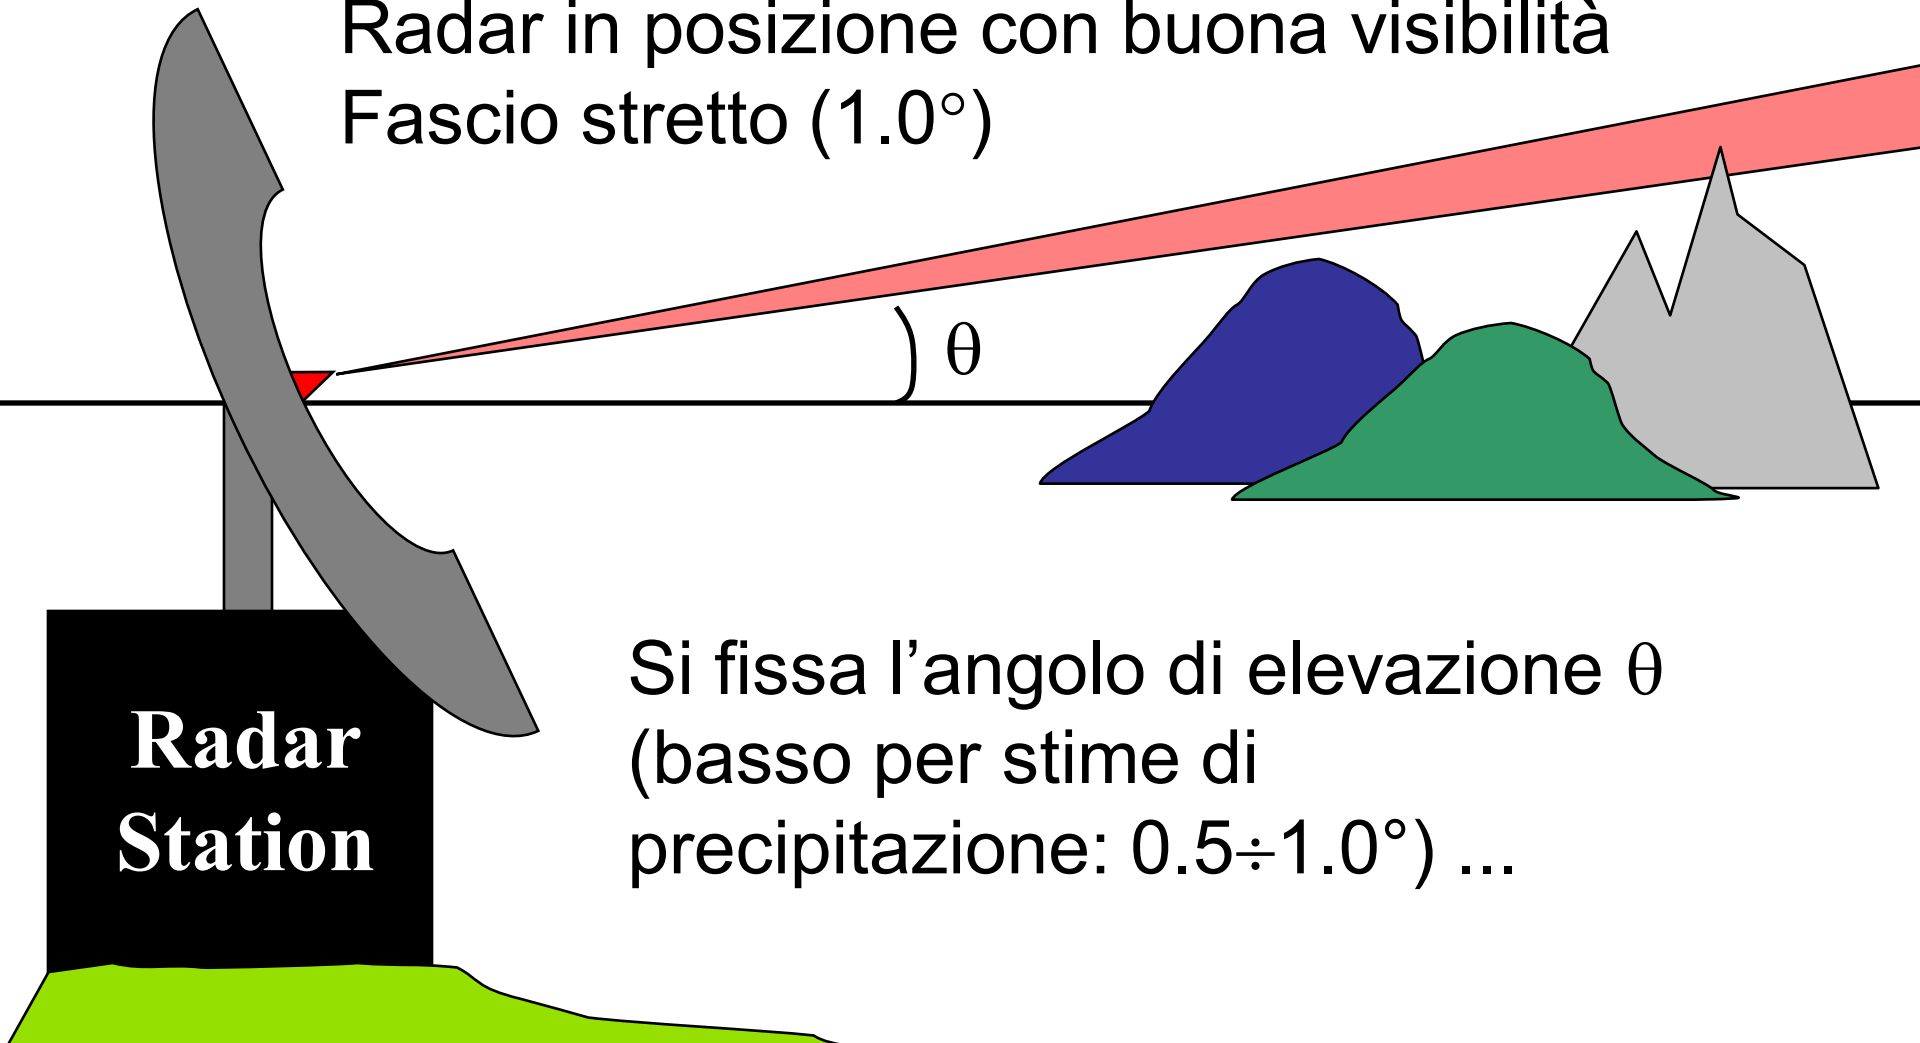 Radar in posizione con buona visibilità
Fascio stretto (1.0°)
θ
Si fissa l’angolo di elevazione θ
(basso per stime di
precipitazione: 0.5÷1.0°) ...
Radar
Station